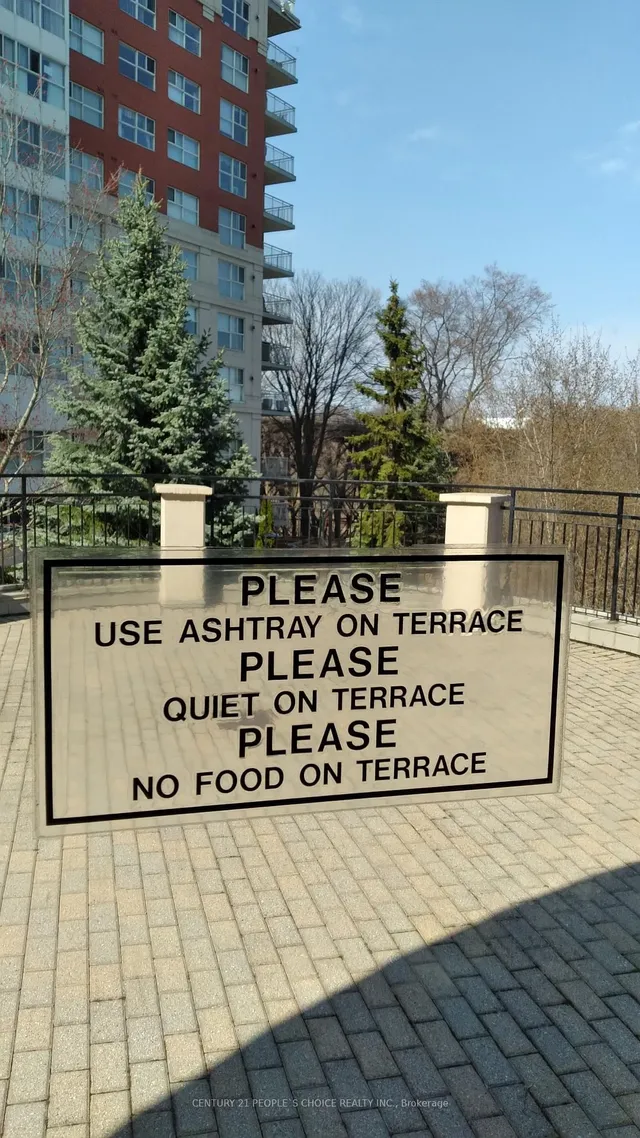 PLEASE
USE ASHTRAY ON TERRACE
PLEASE
QUIET ON TERRACE
PLEASE
NO FOOD ON TERRACE
CENTURY 21 PEOPLE`S CHOICE REALTY INC., Brokerage